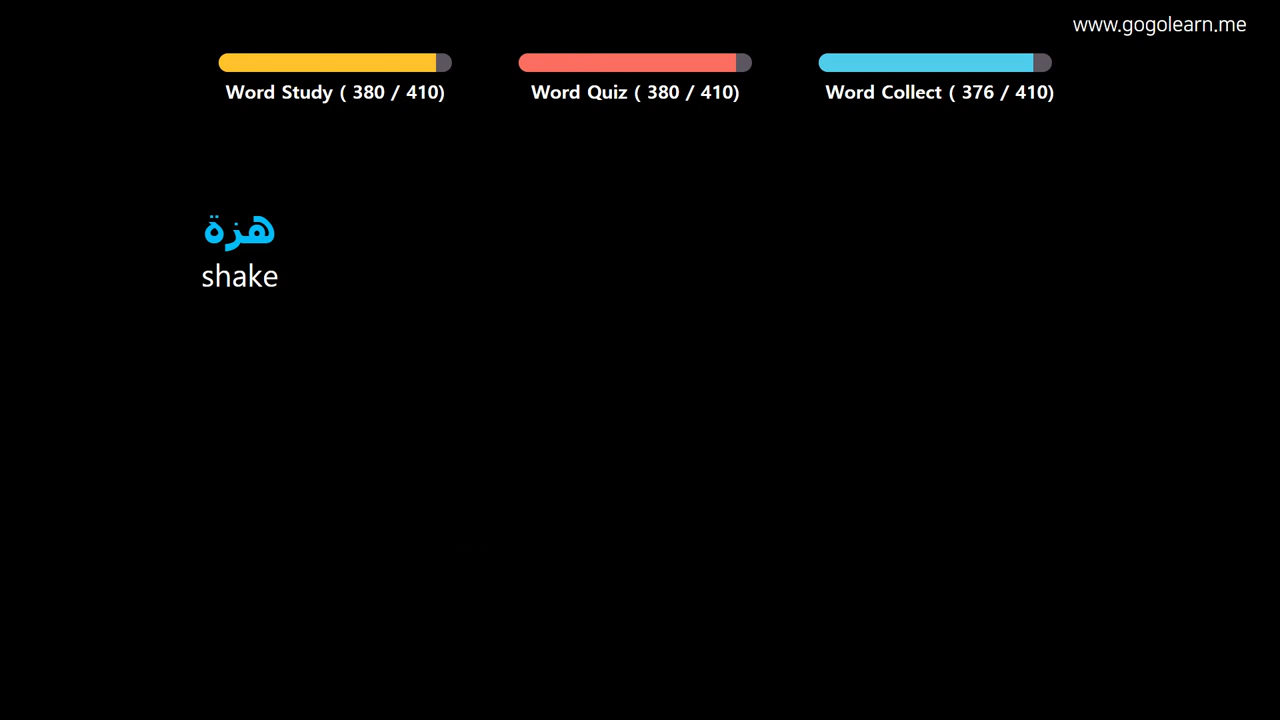 www.gogolearn.me
Word Study ( 380 / 410)
Word Quiz ( 380 / 410)
Word Collect ( 376 / 410)
هزة
shake